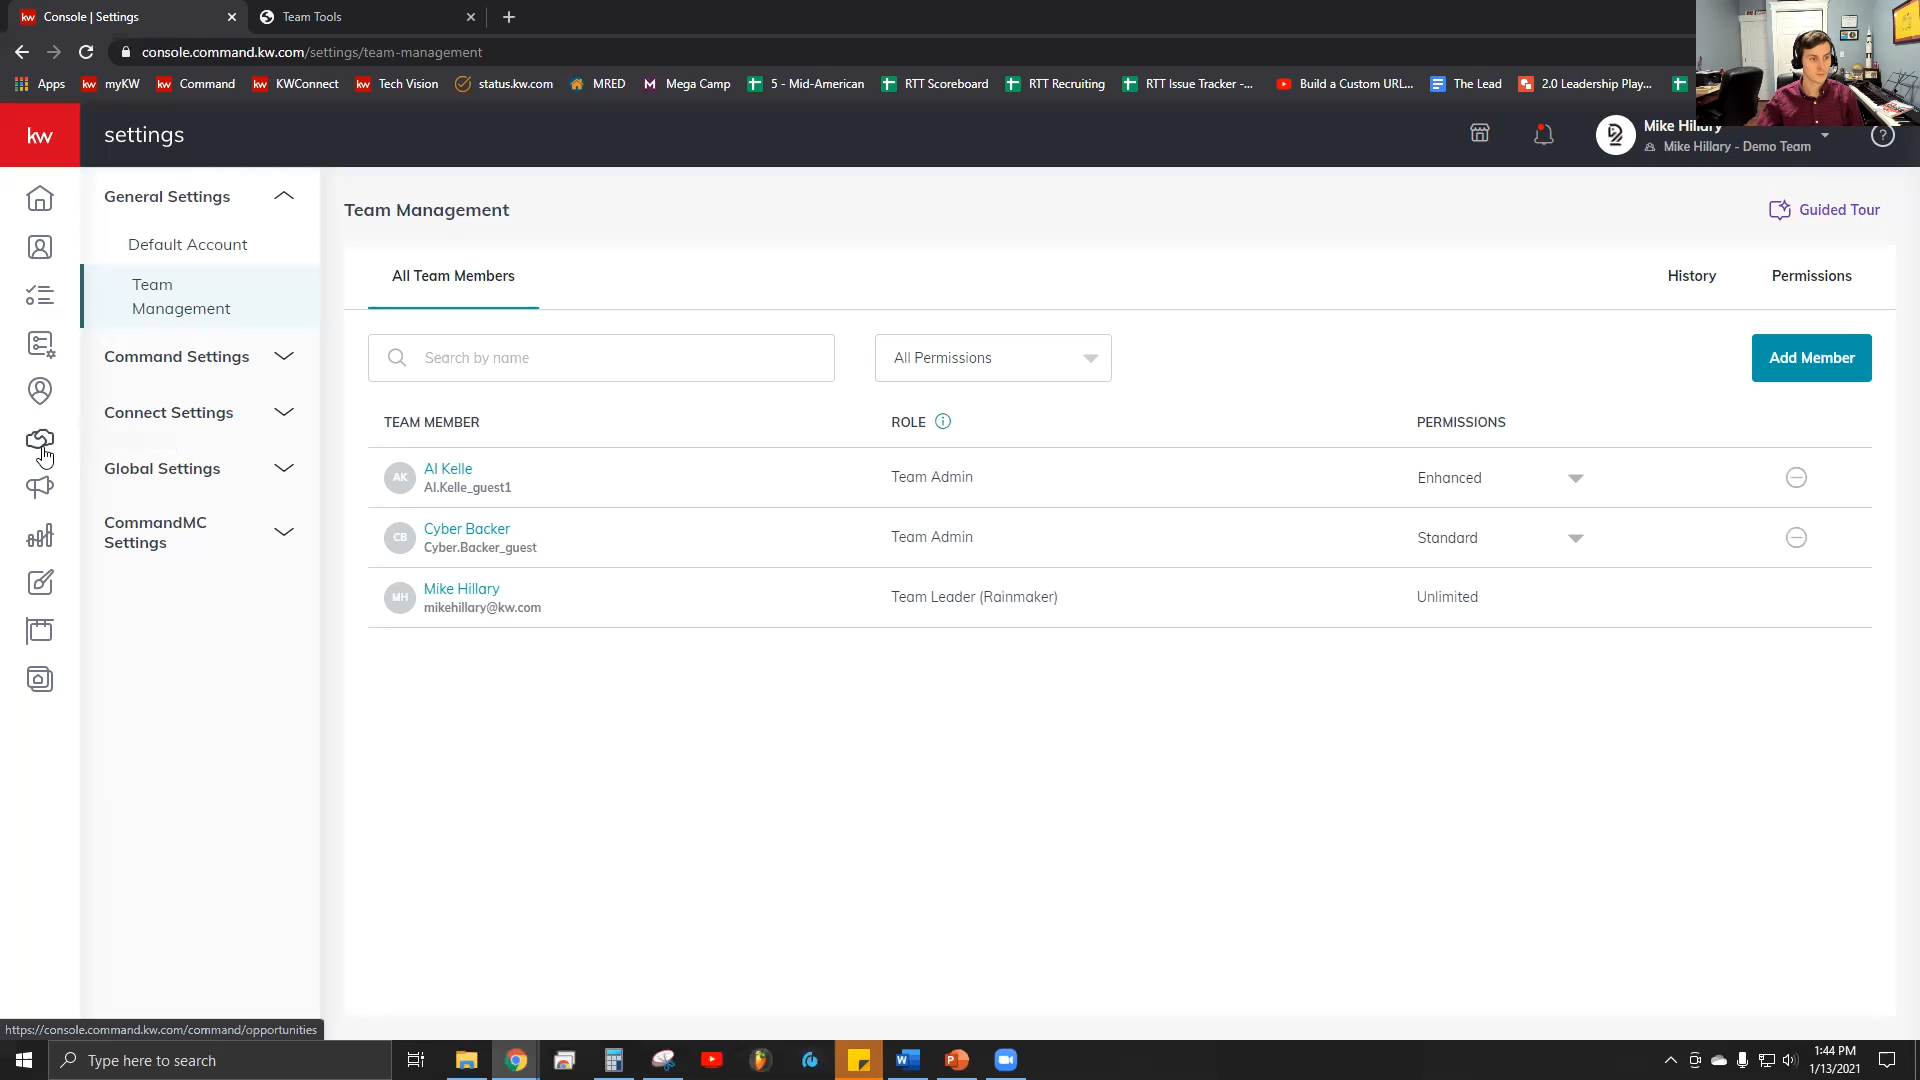 kw Console | Settings
Team Tools
console.command.kw.com/settings/team-management
Apps
kw myKW
kw Command
kw KWConnect
kw Tech Vision
status.kw.com
MRED
M Mega Camp
5 - Mid-American
RTT Scoreboard
RTT Recruiting
RTT Issue Tracker -...
Build a Custom URL...
The Lead
2.0 Leadership Play...
kw
settings
Mike Hillary
Mike Hillary - Demo Team
?
General Settings
Default Account
Team
Management
Command Settings
Connect Settings
Global Settings
CommandMC
Settings
Team Management
Guided Tour
All Team Members
History
Permissions
Search by name
All Permissions
Add Member
TEAM MEMBER
ROLE
PERMISSIONS
AK
Al Kelle
Al.Kelle_guest1
Team Admin
Enhanced
CB
Cyber Backer
Cyber.Backer_guest
Team Admin
Standard
MH
Mike Hillary
mikehillary@kw.com
Team Leader (Rainmaker)
Unlimited
https://console.command.kw.com/command/opportunities
Type here to search
1:44 PM
1/13/2021